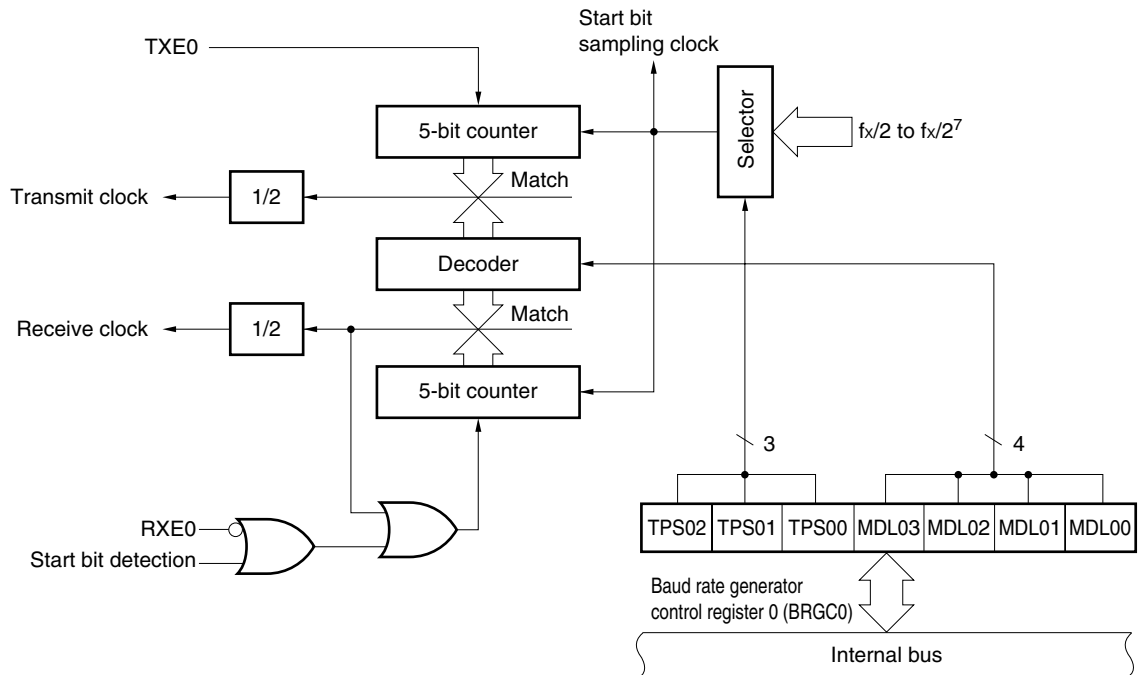 Start bit
sampling clock
TXE0
5-bit counter
Selector
fx/2 to fx/2⁷
Match
Transmit clock
1/2
Decoder
Match
Receive clock
1/2
5-bit counter
3
4
RXE0
Start bit detection
TPS02 TPS01 TPS00 MDL03 MDL02 MDL01 MDL00
Baud rate generator
control register 0 (BRGC0)
Internal bus